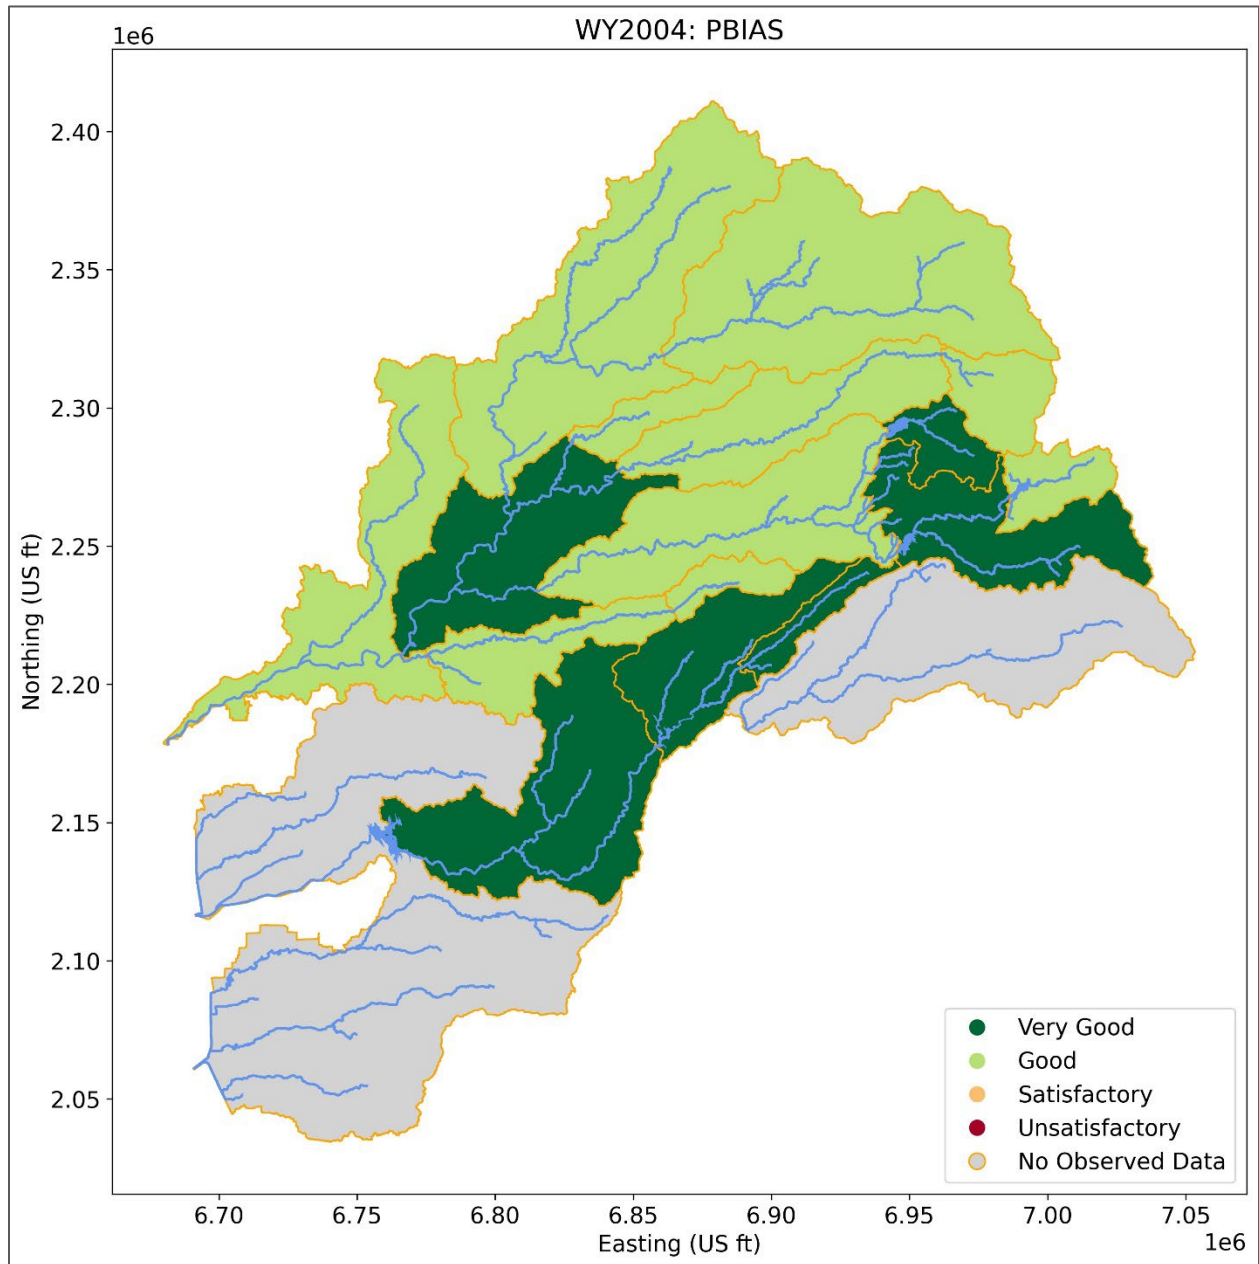 WY2004: PBIAS
1e6
2.40
2.35
2.30
2.25
2.20
2.15
2.10
2.05
Northing (US ft)
Very Good
Good
Satisfactory
Unsatisfactory
No Observed Data
6.70 6.75 6.80 6.85 6.90 6.95 7.00 7.05
Easting (US ft)
1e6